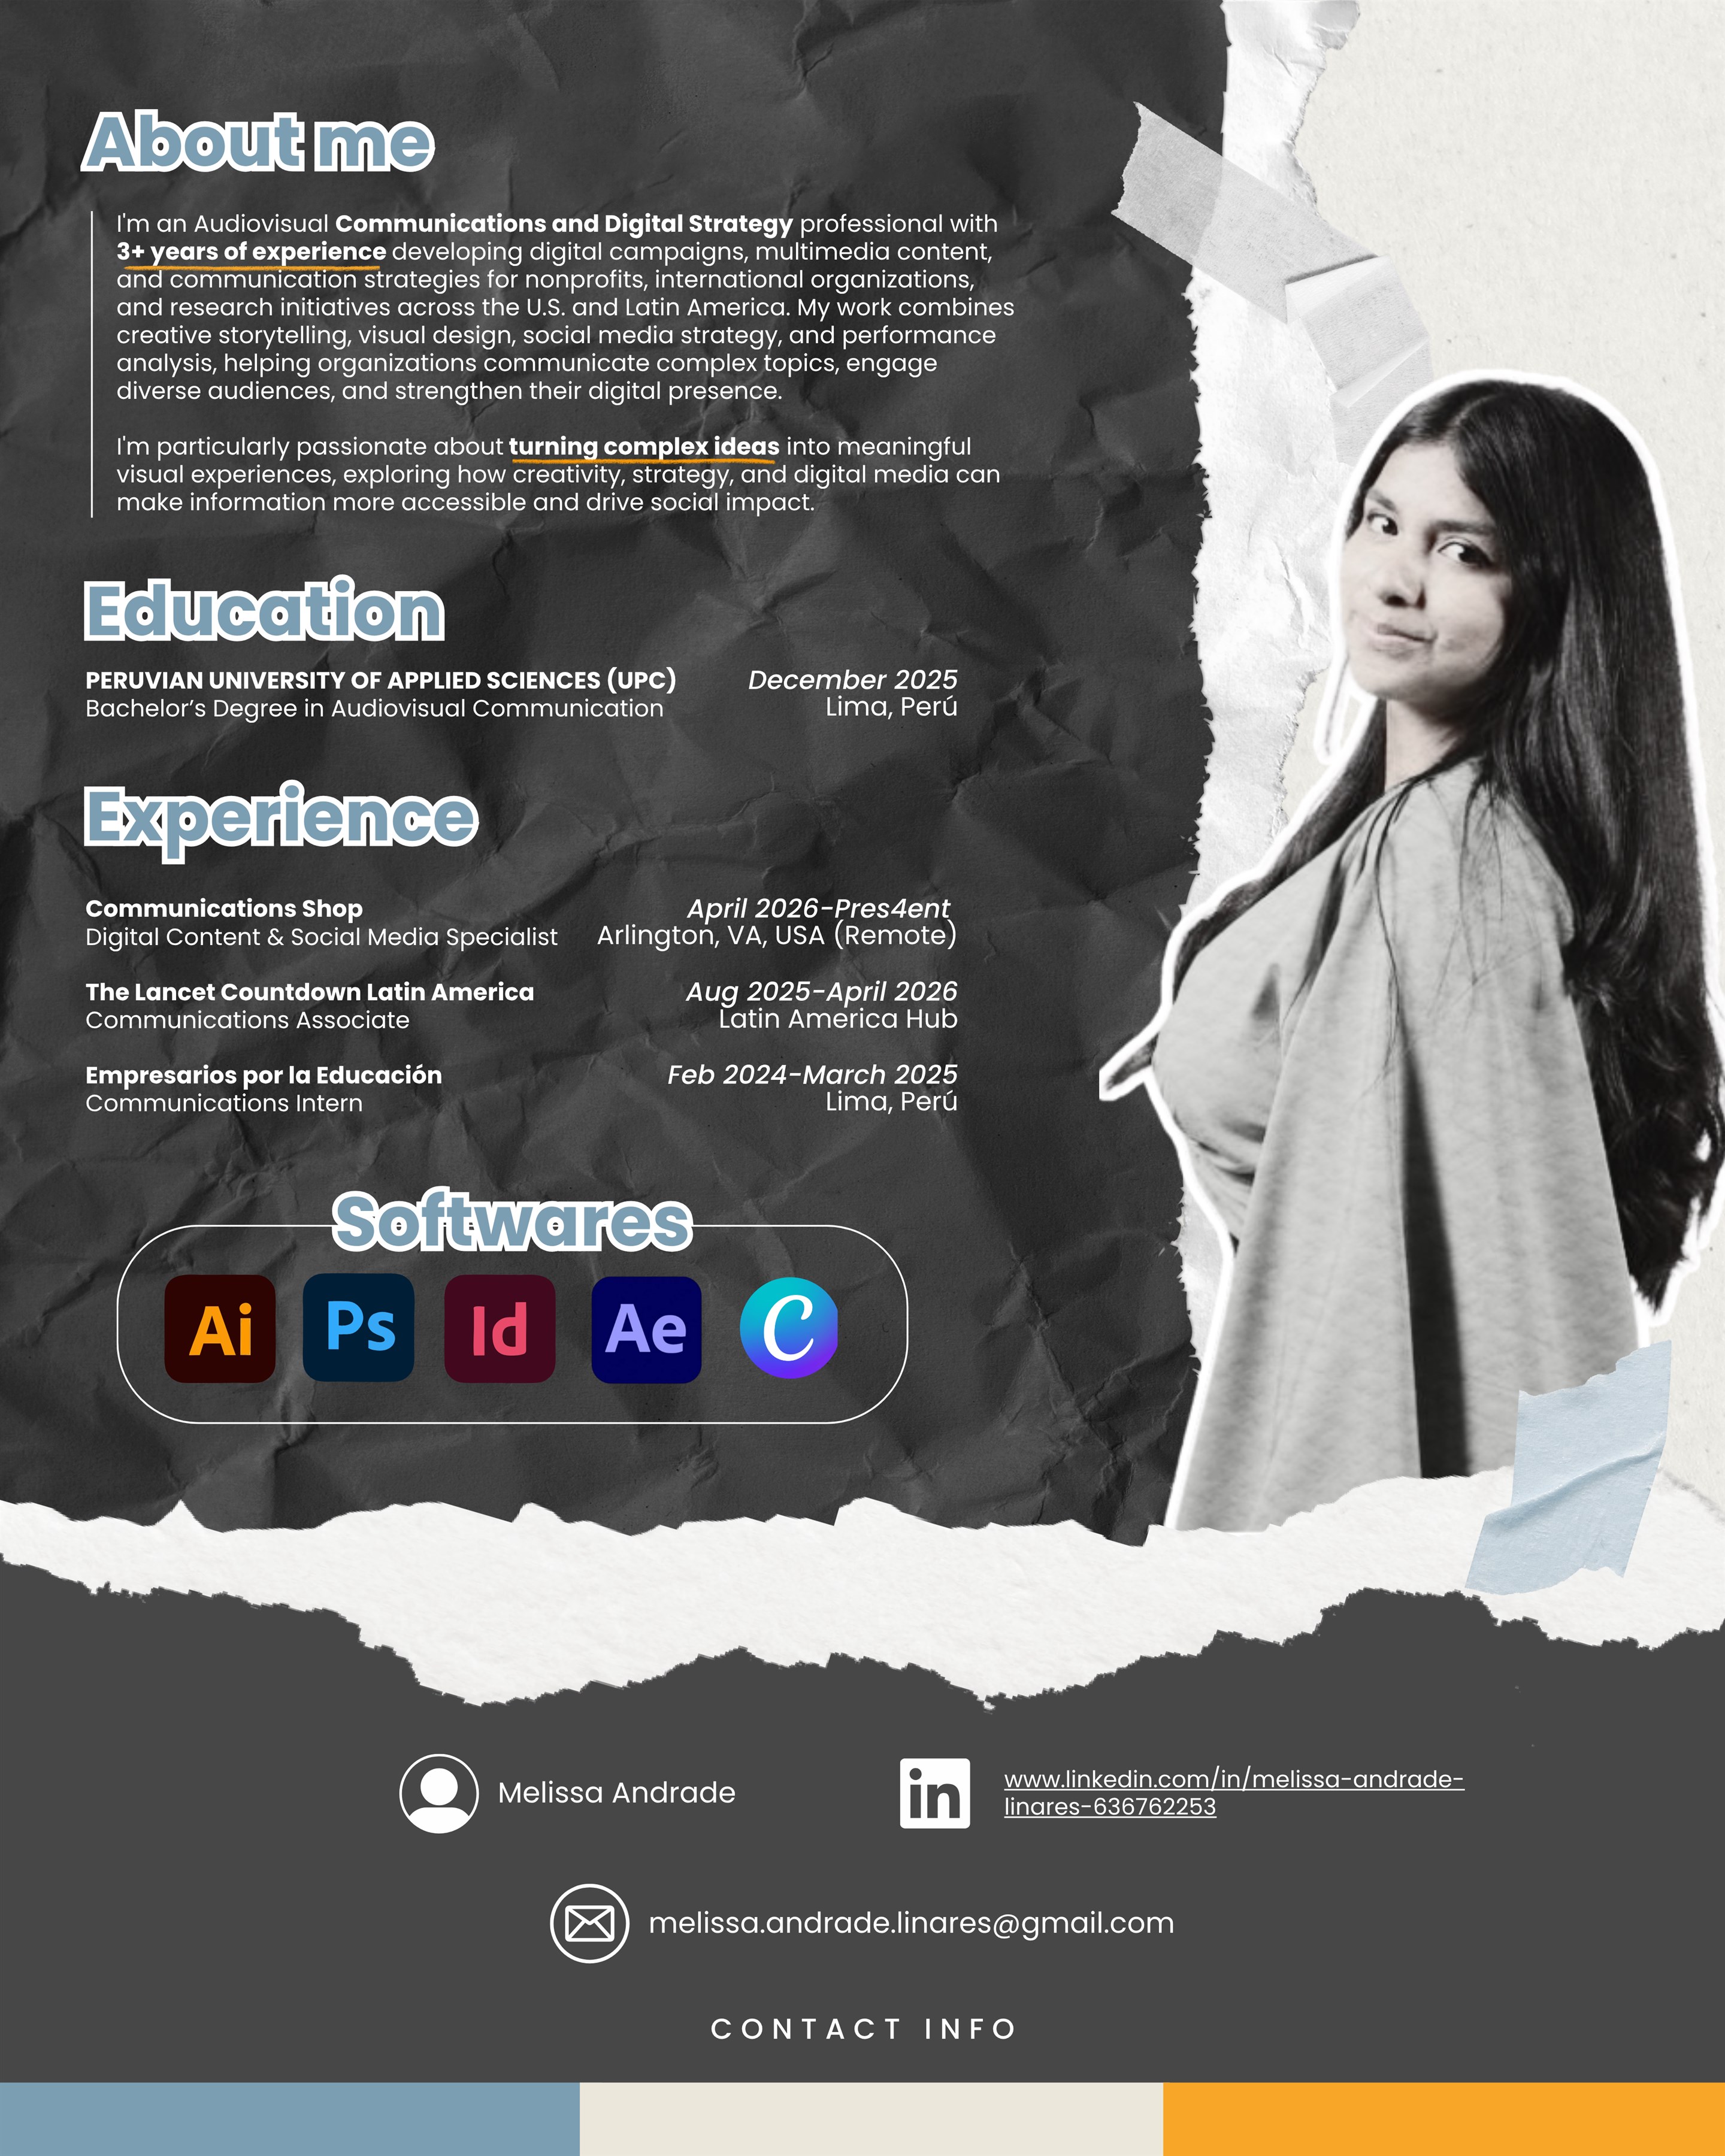 About me
I'm an Audiovisual Communications and Digital Strategy professional with
3+ years of experience developing digital campaigns, multimedia content,
and communication strategies for nonprofits, international organizations,
and research initiatives across the U.S. and Latin America. My work combines
creative storytelling, visual design, social media strategy, and performance
analysis, helping organizations communicate complex topics, engage
diverse audiences, and strengthen their digital presence.
I'm particularly passionate about turning complex ideas into meaningful
visual experiences, exploring how creativity, strategy, and digital media can
make information more accessible and drive social impact.
Education
PERUVIAN UNIVERSITY OF APPLIED SCIENCES (UPC) December 2025
Bachelor’s Degree in Audiovisual Communication Lima, Perú
Experience
Communications Shop April 2026-Pres4ent
Digital Content & Social Media Specialist Arlington, VA, USA (Remote)
The Lancet Countdown Latin America Aug 2025-April 2026
Communications Associate Latin America Hub
Empresarios por la Educación Feb 2024-March 2025
Communications Intern Lima, Perú
Softwares
Ai Ps Id Ae C
Melissa Andrade
in
www.linkedin.com/in/melissa-andrade-
linares-636762253
melissa.andrade.linares@gmail.com
CONTACT INFO